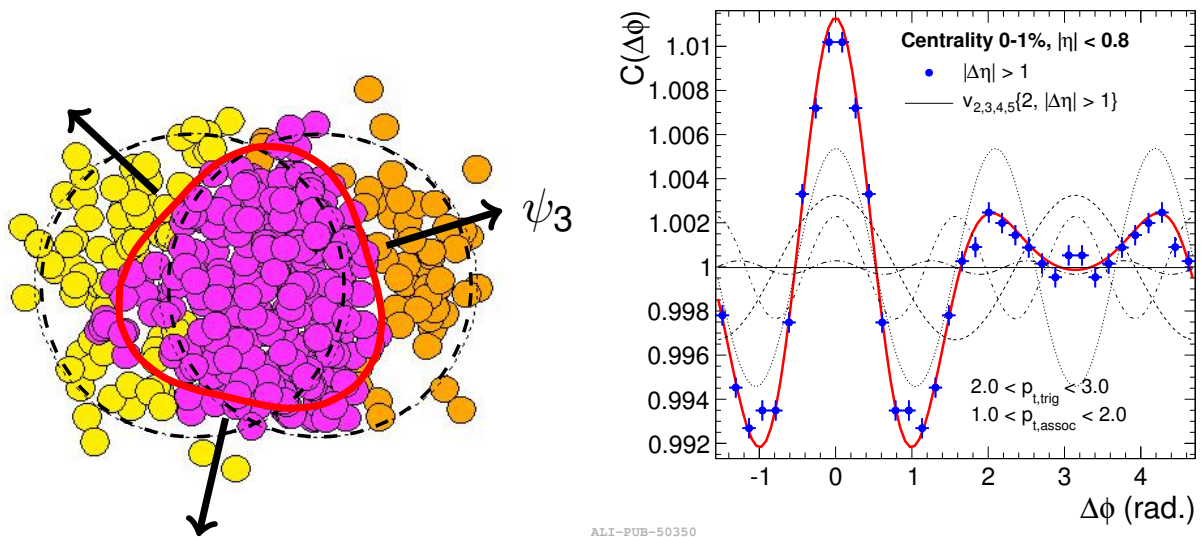 ψ3
C(Δϕ)
1.01
1.008
1.006
1.004
1.002
1
0.998
0.996
0.994
0.992
Centrality 0-1%, |η| < 0.8
|Δη| > 1
v2,3,4,5{2, |Δη| > 1}
2.0 < pt,trig < 3.0
1.0 < pt,assoc < 2.0
-1 0 1 2 3 4
Δϕ (rad.)
ALI-PUB-50350